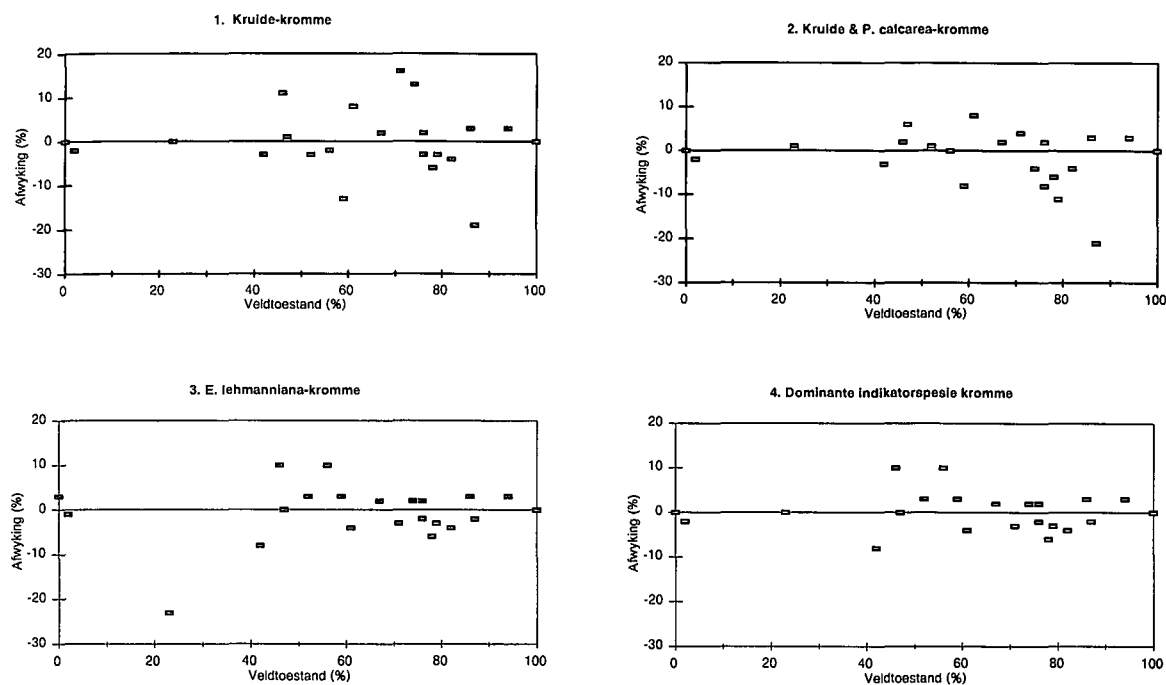 1. Kruide-kromme
20
10
0
-10
-20
-30
Afwyking (%)
0 20 40 60 80 100
Veldtoestand (%)
2. Kruide & P. calcarea-kromme
20
10
0
-10
-20
-30
Afwyking (%)
0 20 40 60 80 100
Veldtoestand (%)
3. E. lehmanniana-kromme
20
10
0
-10
-20
-30
Afwyking (%)
0 20 40 60 80 100
Veldtoestand (%)
4. Dominante indikatorspesie kromme
20
10
0
-10
-20
-30
Afwyking (%)
0 20 40 60 80 100
Veldtoestand (%)